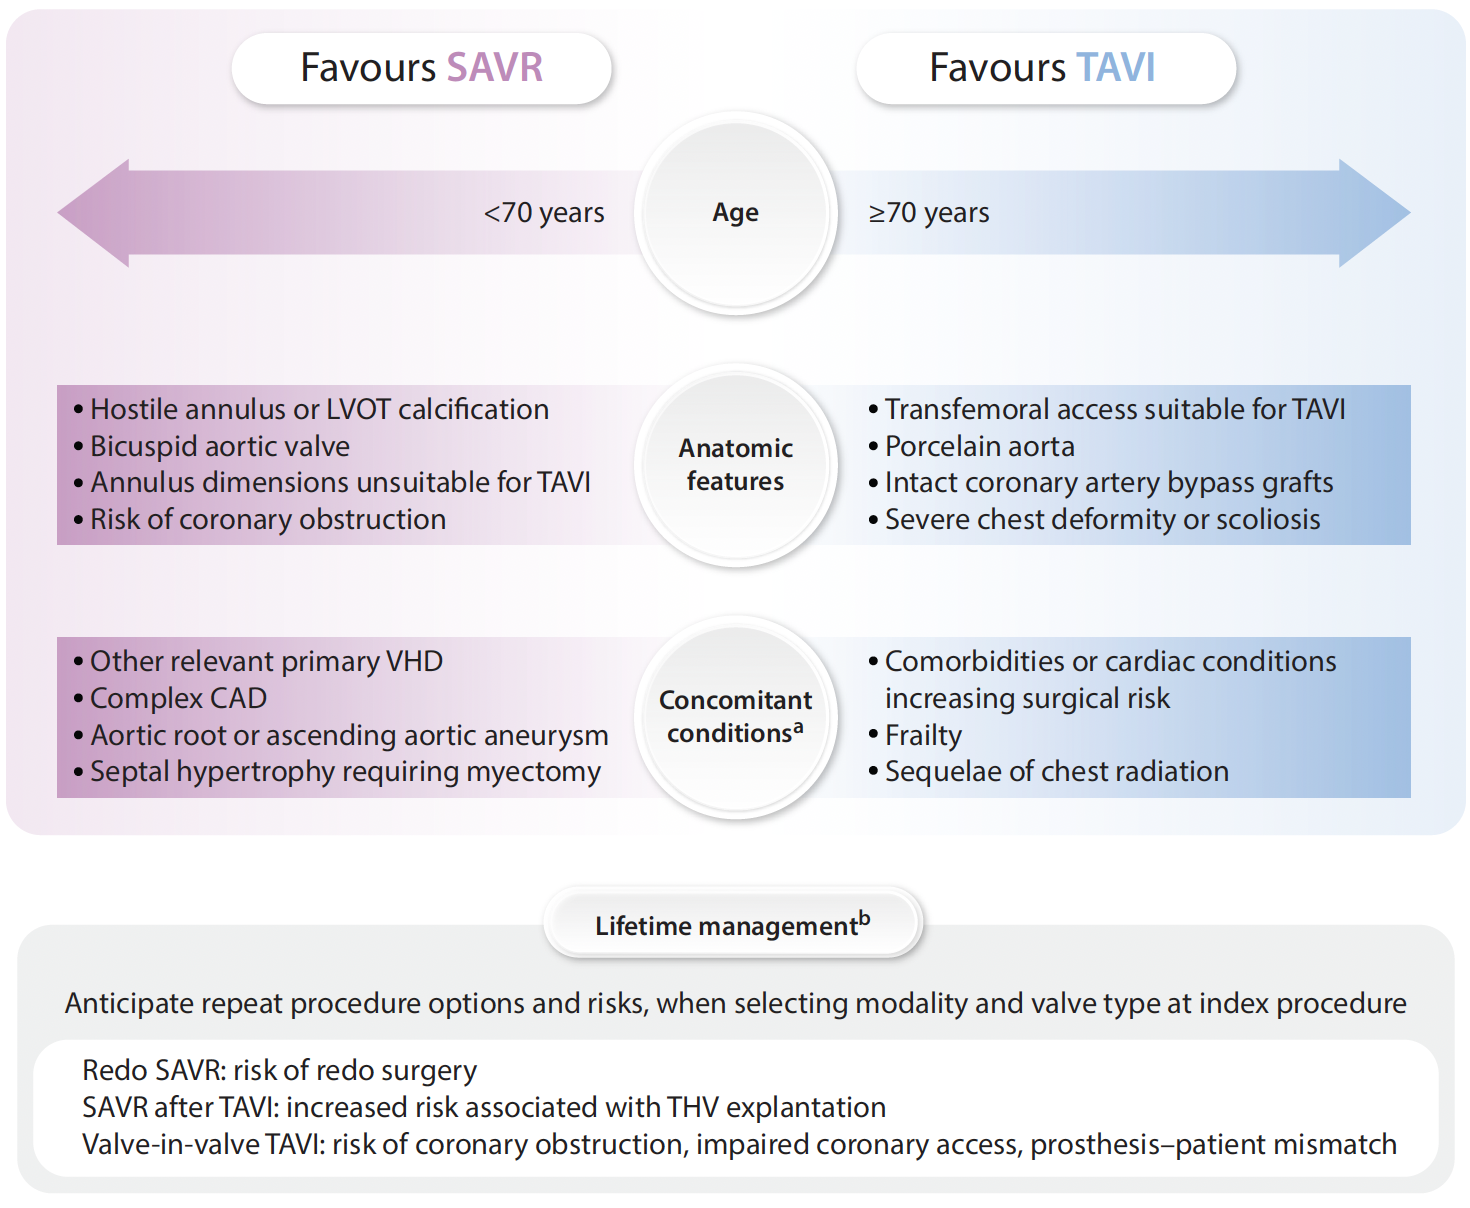 Favours SAVR
Favours TAVI
<70 years
Age
≥70 years
• Hostile annulus or LVOT calcification
• Bicuspid aortic valve
• Annulus dimensions unsuitable for TAVI
• Risk of coronary obstruction
Anatomic
features
• Transfemoral access suitable for TAVI
• Porcelain aorta
• Intact coronary artery bypass grafts
• Severe chest deformity or scoliosis
• Other relevant primary VHD
• Complex CAD
• Aortic root or ascending aortic aneurysm
• Septal hypertrophy requiring myectomy
Concomitant
conditionsᵃ
• Comorbidities or cardiac conditions
increasing surgical risk
• Frailty
• Sequelae of chest radiation
Lifetime managementᵇ
Anticipate repeat procedure options and risks, when selecting modality and valve type at index procedure
Redo SAVR: risk of redo surgery
SAVR after TAVI: increased risk associated with THV explantation
Valve-in-valve TAVI: risk of coronary obstruction, impaired coronary access, prosthesis–patient mismatch